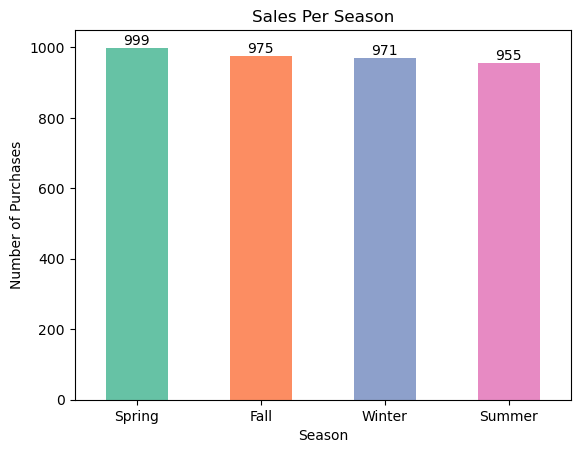 Sales Per Season
999
975
971
955
1000
800
600
400
200
0
Number of Purchases
Spring Fall Winter Summer
Season